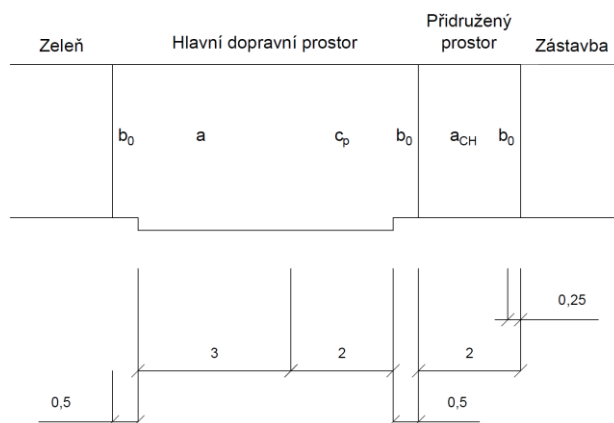 Zeleň
Hlavní dopravní prostor
Přidružený
prostor
Zástavba
b₀ a cₚ b₀ a_CH b₀
0,25
3 2 2
0,5 0,5